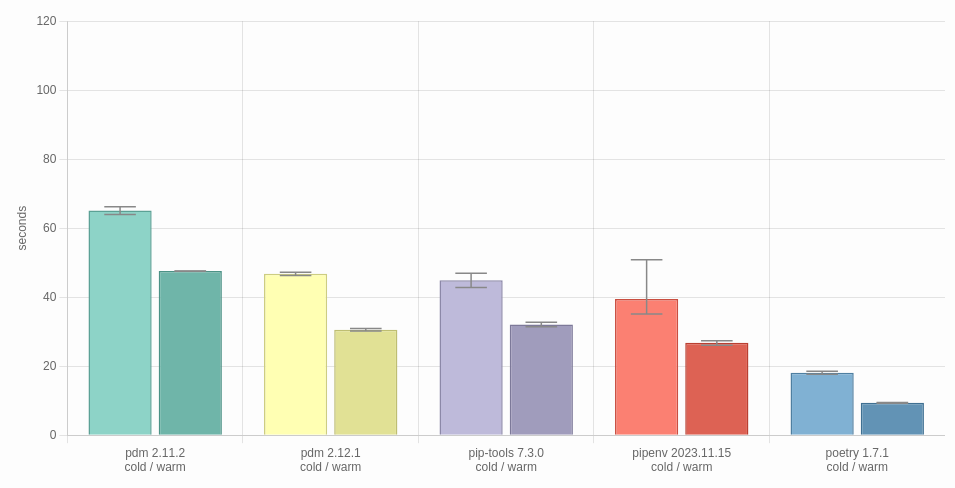 120
100
80
60
40
20
0
seconds
pdm 2.11.2
cold / warm
pdm 2.12.1
cold / warm
pip-tools 7.3.0
cold / warm
pipenv 2023.11.15
cold / warm
poetry 1.7.1
cold / warm